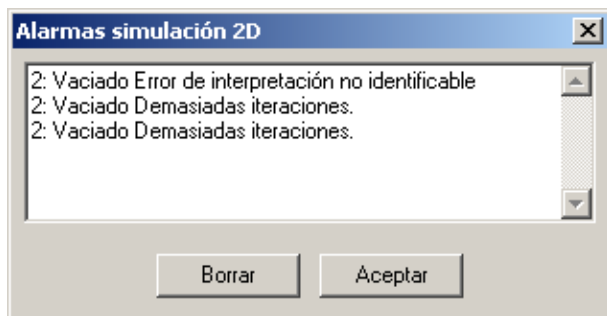 Alarmas simulación 2D
2: Vaciado Error de interpretación no identificable
2: Vaciado Demasiadas iteraciones.
2: Vaciado Demasiadas iteraciones.
Borrar
Aceptar